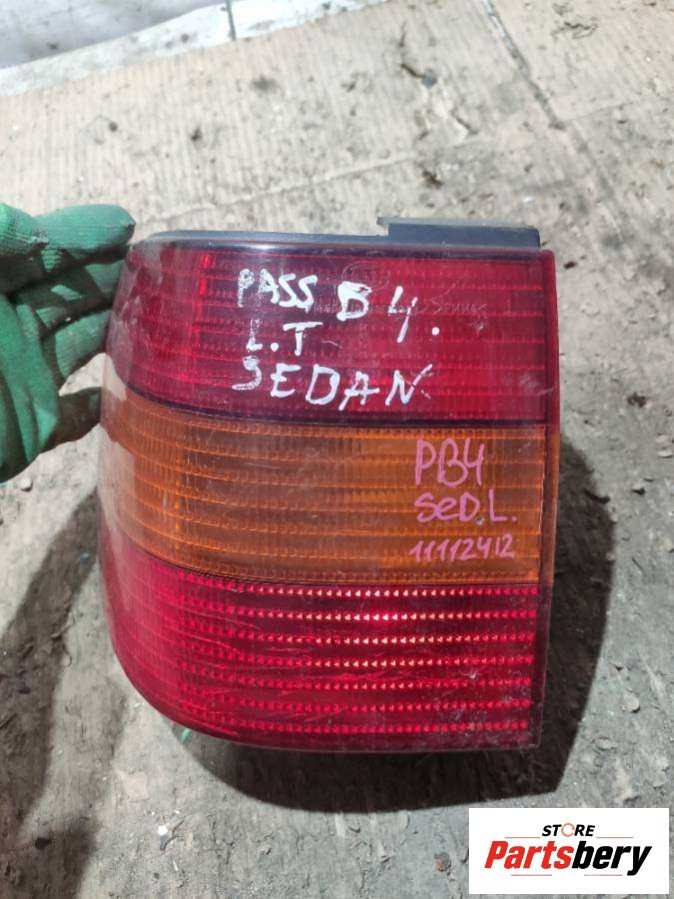 PASS B4.
L.T
SEDAN
PB4
SeD.L.
11112412
STORE
Partsbery